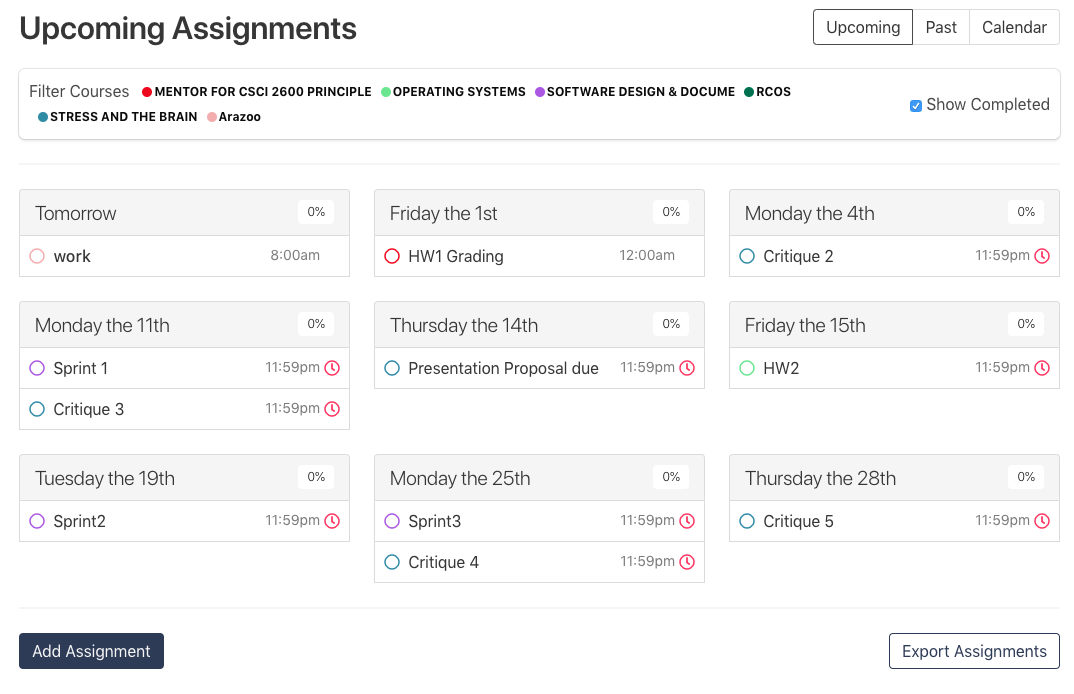 Upcoming Assignments
Upcoming Past Calendar
Filter Courses MENTOR FOR CSCI 2600 PRINCIPLE OPERATING SYSTEMS SOFTWARE DESIGN & DOCUME RCOS
STRESS AND THE BRAIN Arazoo
Show Completed
Tomorrow 0%
work 8:00am
Friday the 1st 0%
HW1 Grading 12:00am
Monday the 4th 0%
Critique 2 11:59pm
Monday the 11th 0%
Sprint 1 11:59pm
Critique 3 11:59pm
Thursday the 14th 0%
Presentation Proposal due 11:59pm
Friday the 15th 0%
HW2 11:59pm
Tuesday the 19th 0%
Sprint2 11:59pm
Monday the 25th 0%
Sprint3 11:59pm
Critique 4 11:59pm
Thursday the 28th 0%
Critique 5 11:59pm
Add Assignment
Export Assignments